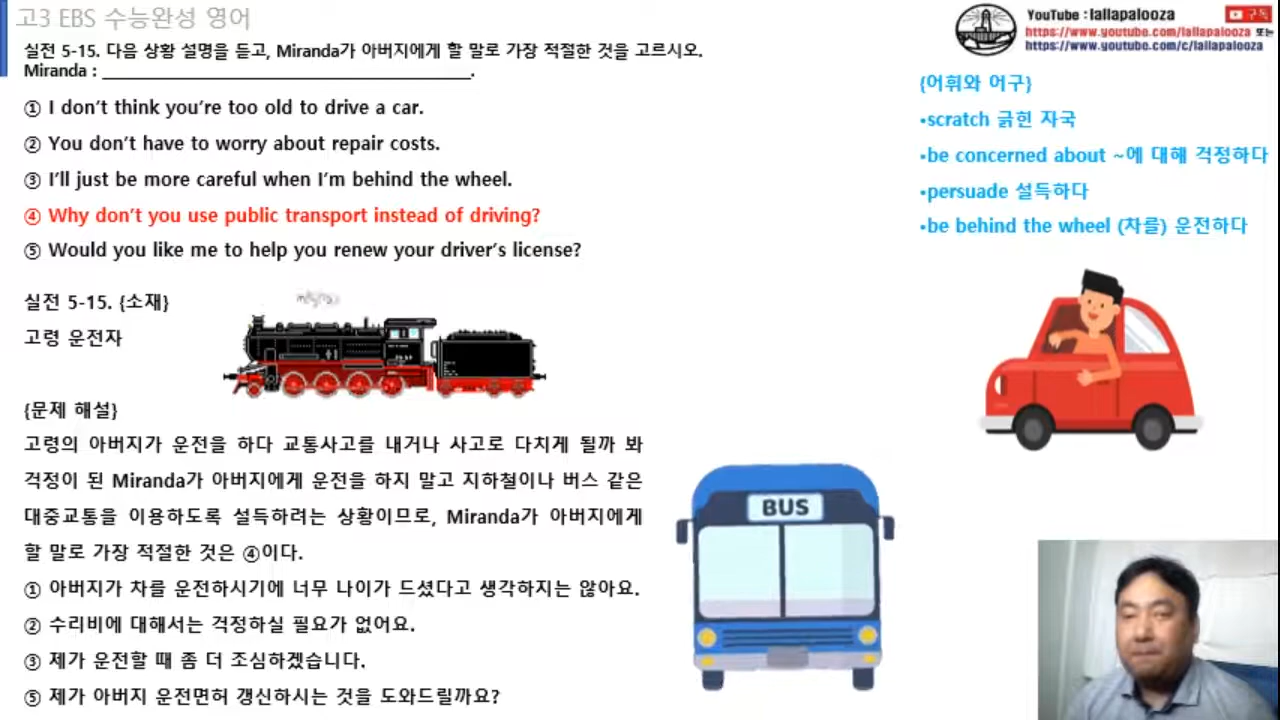 고3 EBS 수능완성 영어
실전 5-15. 다음 상황 설명을 듣고, Miranda가 아버지에게 할 말로 가장 적절한 것을 고르시오.
Miranda : ________________________________________.
① I don't think you're too old to drive a car.
② You don't have to worry about repair costs.
③ I'll just be more careful when I'm behind the wheel.
④ Why don't you use public transport instead of driving?
⑤ Would you like me to help you renew your driver's license?
실전 5-15. {소재}
고령 운전자
{문제 해설}
고령의 아버지가 운전을 하다 교통사고를 내거나 사고로 다치게 될까 봐
걱정이 된 Miranda가 아버지에게 운전을 하지 말고 지하철이나 버스 같은
대중교통을 이용하도록 설득하려는 상황이므로, Miranda가 아버지에게
할 말로 가장 적절한 것은 ④이다.
① 아버지가 차를 운전하시기에 너무 나이가 드셨다고 생각하지는 않아요.
② 수리비에 대해서는 걱정하실 필요가 없어요.
③ 제가 운전할 때 좀 더 조심하겠습니다.
⑤ 제가 아버지 운전면허 갱신하시는 것을 도와드릴까요?
YouTube : lallapalooza
구독
https://www.youtube.com/lallapalooza 또는
https://www.youtube.com/c/lallapalooza
{어휘와 어구}
•scratch 긁힌 자국
•be concerned about ~에 대해 걱정하다
•persuade 설득하다
•be behind the wheel (차를) 운전하다
BUS